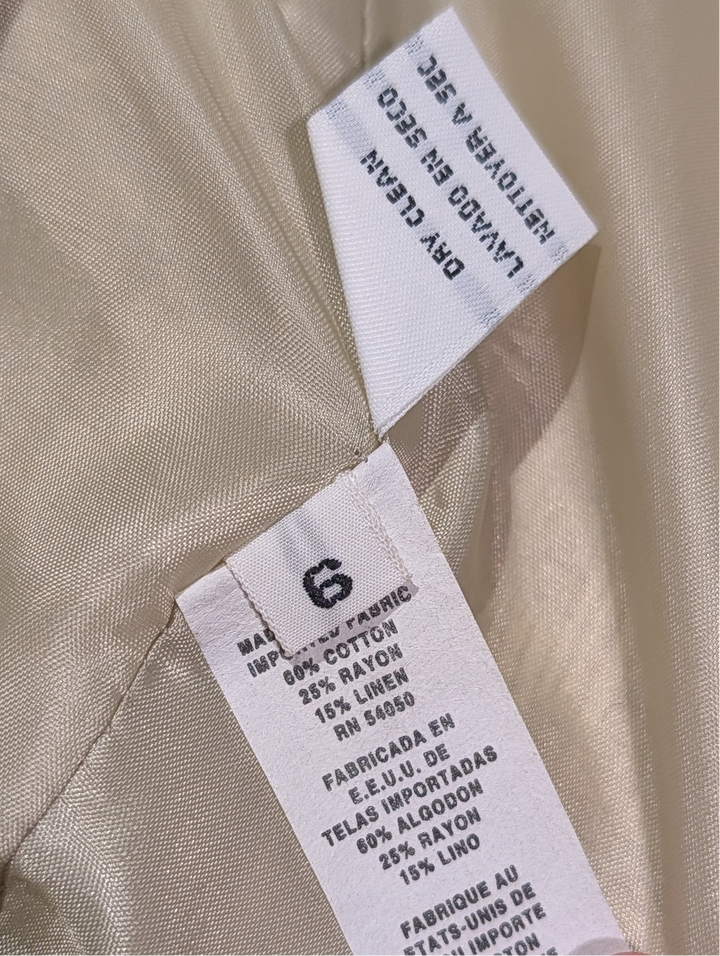 DRY CLEAN
LAVADO EN SECO
NETTOYER A SEC
6
FABRIC
60% COTTON
25% RAYON
15% LINEN
RN 54050
FABRICADA EN
E.E.U.U. DE
TELAS IMPORTADAS
60% ALGODON
25% RAYON
15% LINO
FABRIQUE AU
ETATS-UNIS DE
IMPORTE